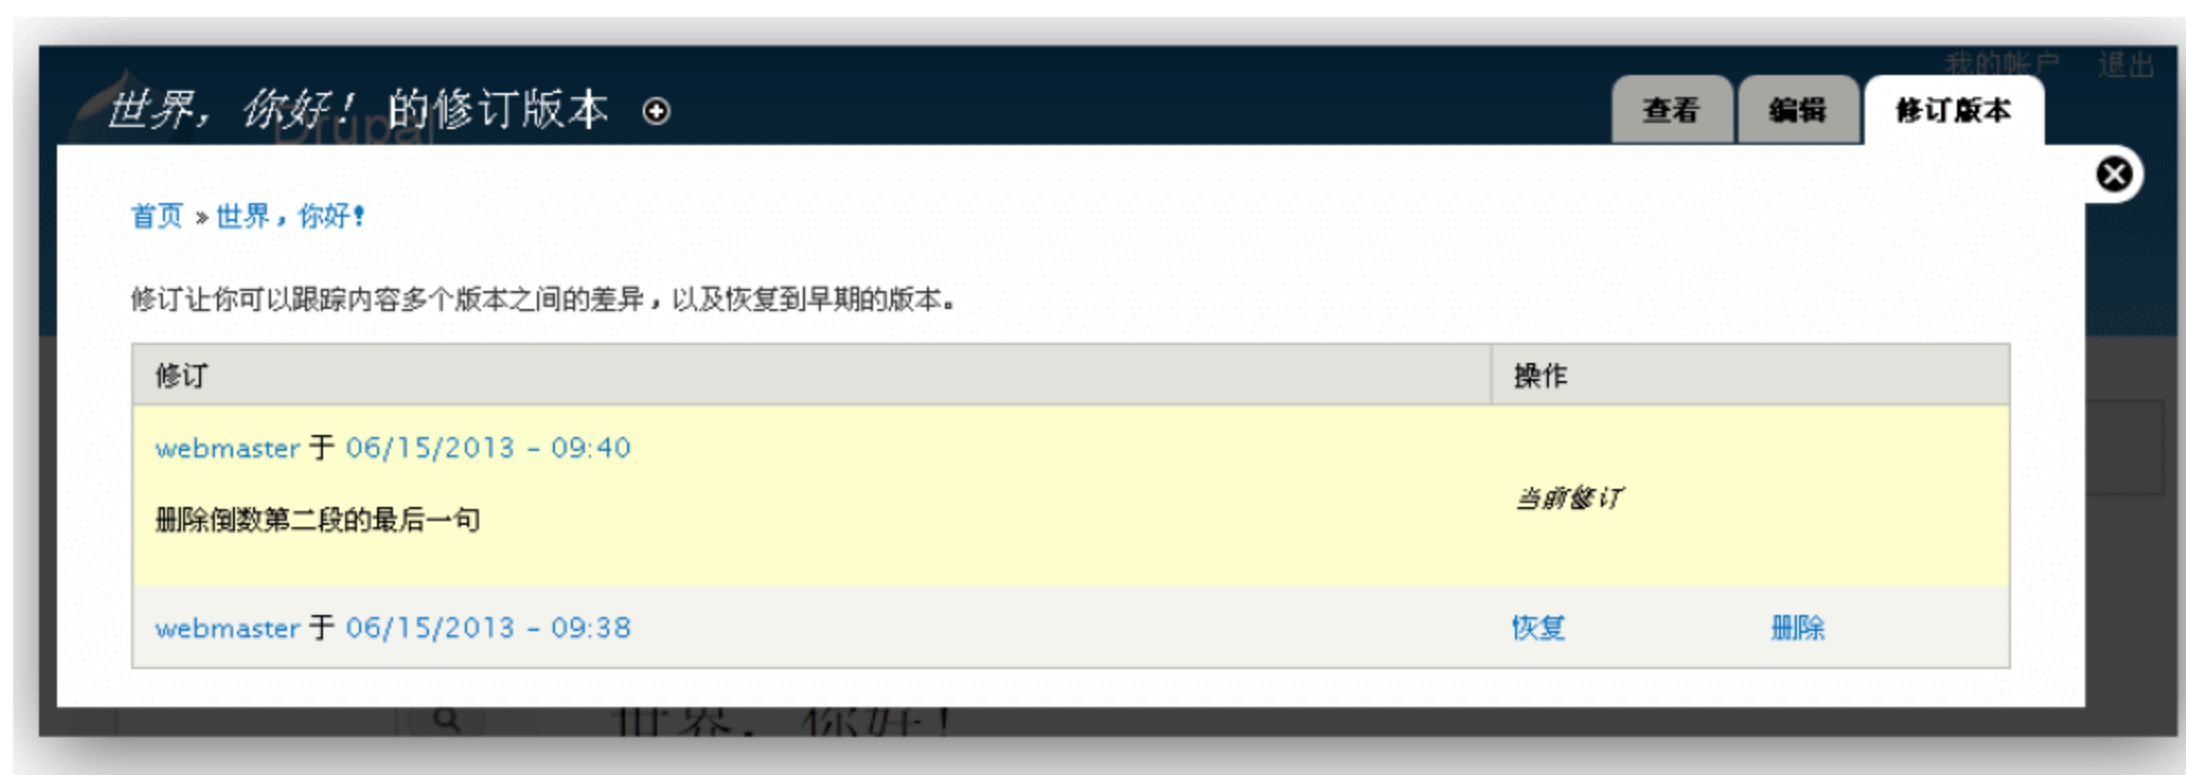 我的帐户 退出
世界，你好！ 的修订版本
Drupal
查看 编辑 修订版本
首页 » 世界，你好！
修订让你可以跟踪内容多个版本之间的差异，以及恢复到早期的版本。
修订 操作
webmaster 于 06/15/2013 - 09:40
当前修订
删除倒数第二段的最后一句
webmaster 于 06/15/2013 - 09:38 恢复 删除
世界，你好！